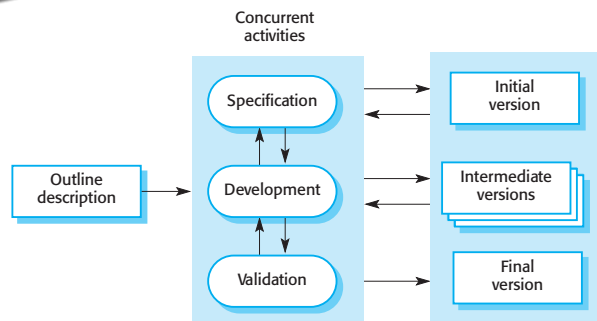 Concurrent
activities
Specification
Initial
version
Outline
description
Development
Intermediate
versions
Validation
Final
version